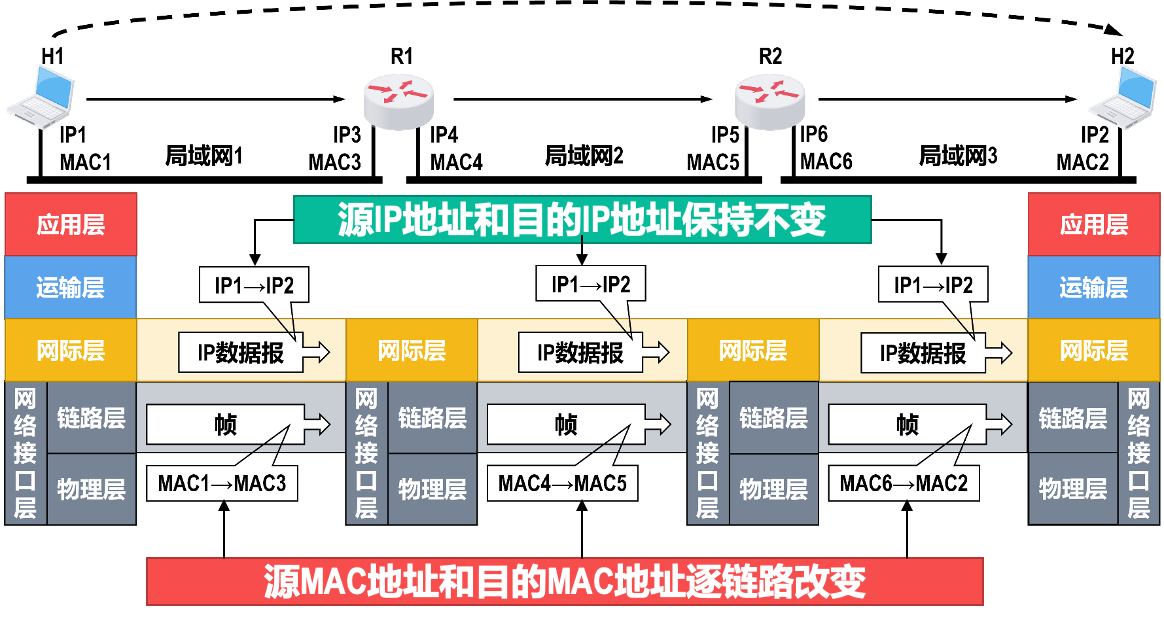 H1
R1
R2
H2
IP1
MAC1
局域网1
IP3
MAC3
IP4
MAC4
局域网2
IP5
MAC5
IP6
MAC6
局域网3
IP2
MAC2
源IP地址和目的IP地址保持不变
应用层
应用层
运输层
IP1→IP2
IP1→IP2
IP1→IP2
运输层
网际层
IP数据报
网际层
IP数据报
网际层
IP数据报
网际层
网络接口层
链路层
帧
网络接口层
链路层
帧
网络接口层
链路层
帧
链路层
网络接口层
物理层
MAC1→MAC3
物理层
MAC4→MAC5
物理层
MAC6→MAC2
物理层
源MAC地址和目的MAC地址逐链路改变